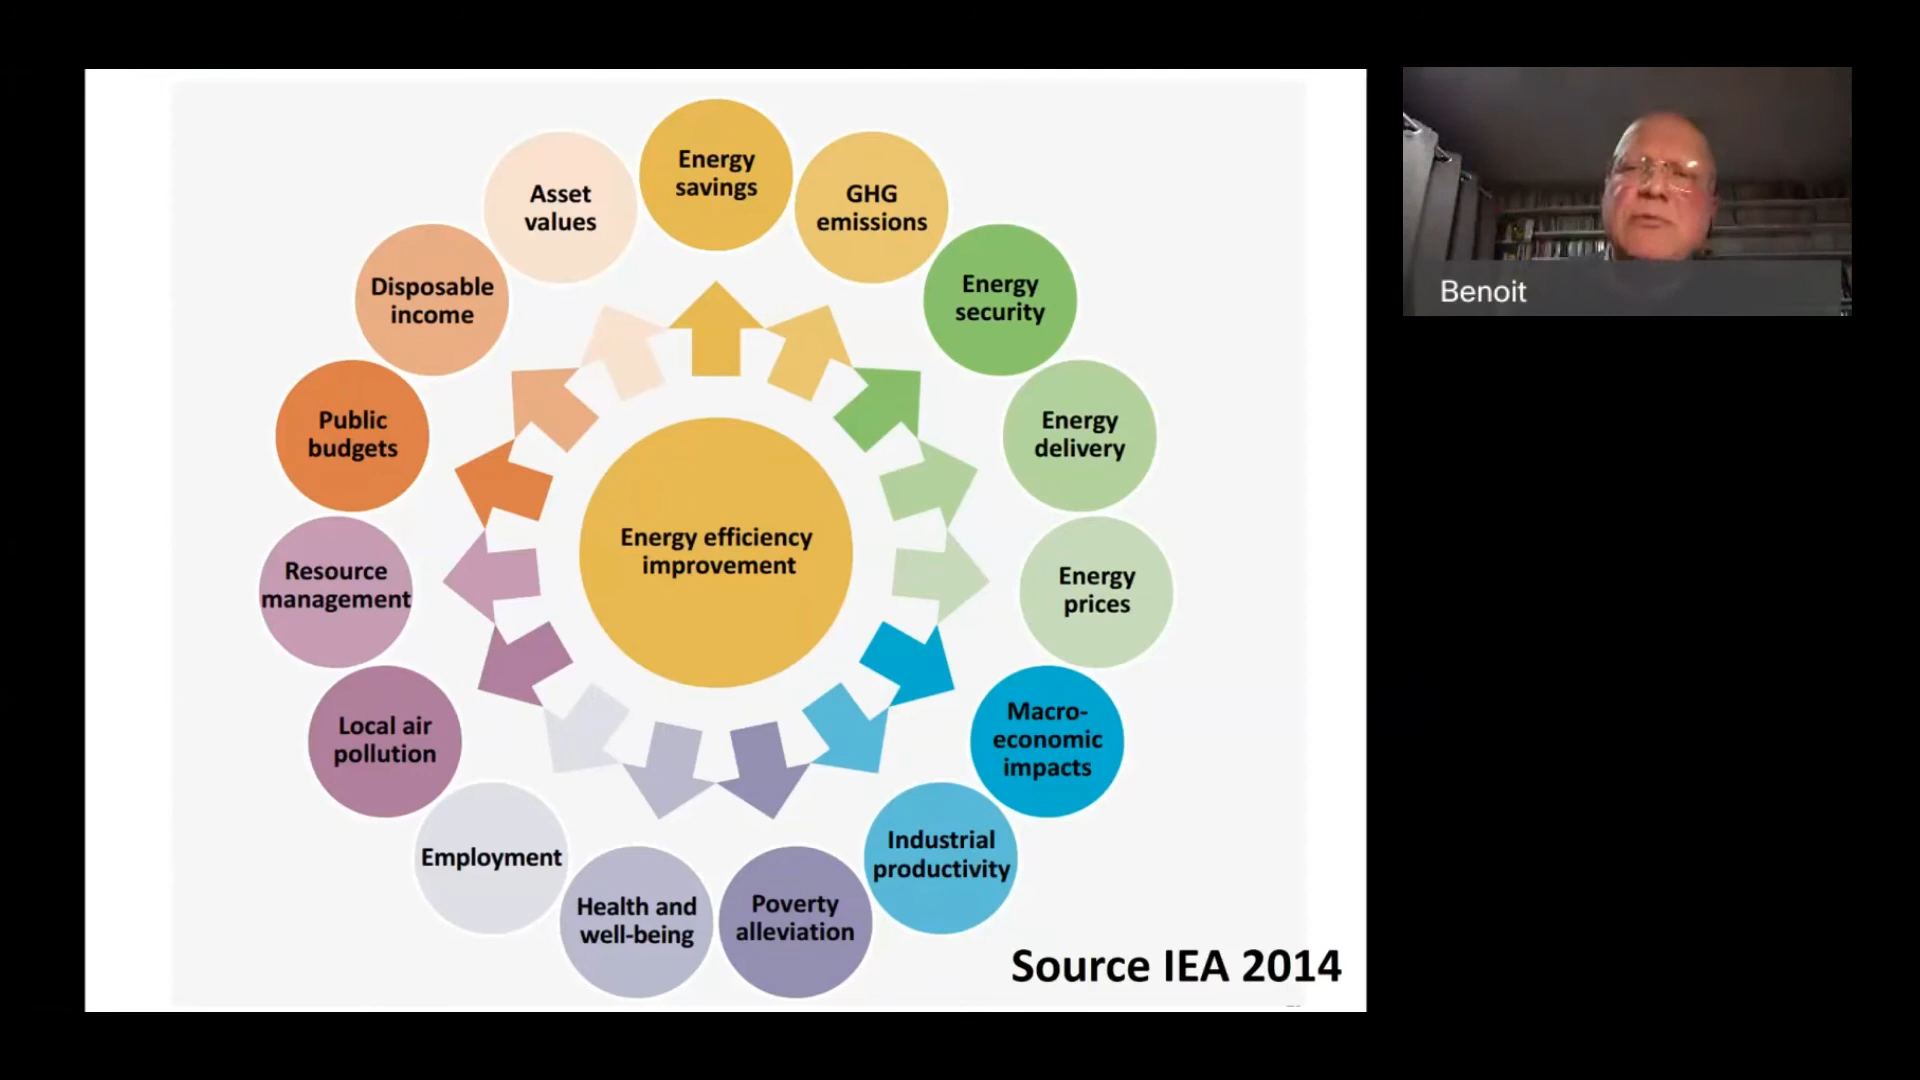 Energy
savings
GHG
emissions
Energy
security
Energy
delivery
Energy
prices
Macro-
economic
impacts
Industrial
productivity
Poverty
alleviation
Health and
well-being
Employment
Local air
pollution
Resource
management
Public
budgets
Disposable
income
Asset
values
Energy efficiency
improvement
Source IEA 2014
Benoit